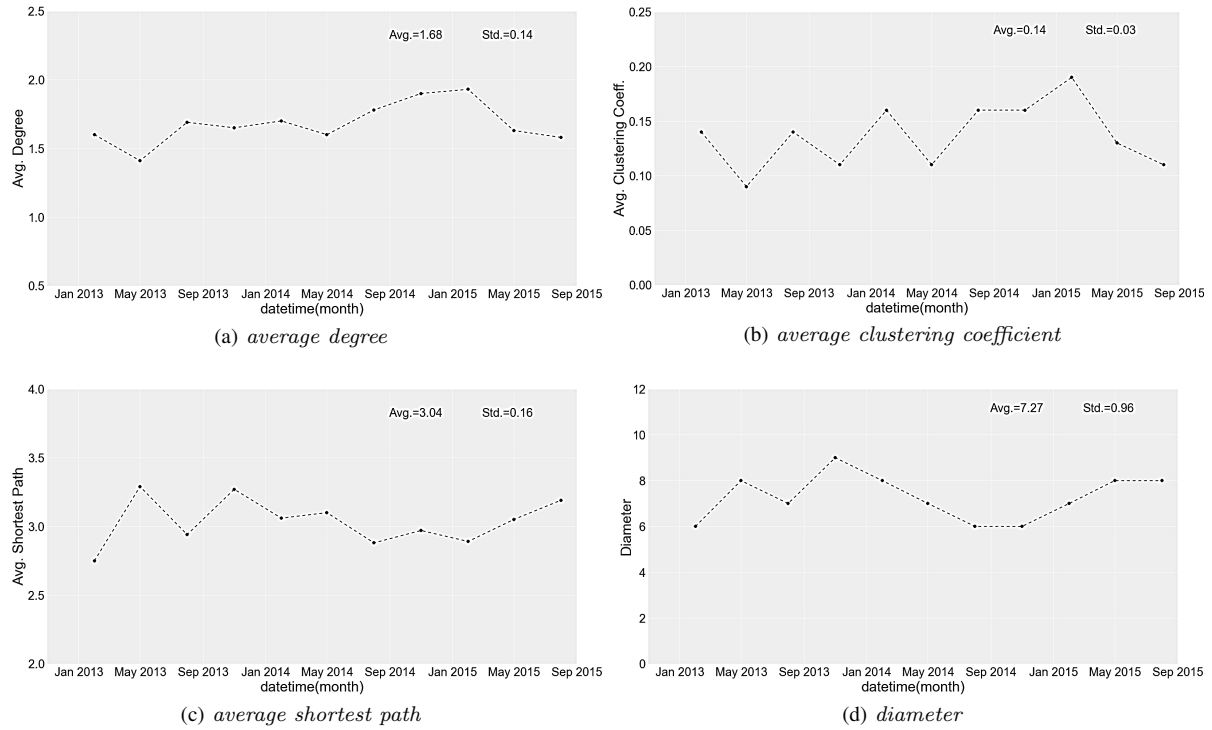 2.5
2.0
1.5
1.0
0.5
Avg. Degree
Avg.=1.68 Std.=0.14
Jan 2013 May 2013 Sep 2013 Jan 2014 May 2014 Sep 2014 Jan 2015 May 2015 Sep 2015
datetime(month)
(a) average degree
0.25
0.20
0.15
0.10
0.05
0.00
Avg. Clustering Coeff.
Avg.=0.14 Std.=0.03
Jan 2013 May 2013 Sep 2013 Jan 2014 May 2014 Sep 2014 Jan 2015 May 2015 Sep 2015
datetime(month)
(b) average clustering coefficient
4.0
3.5
3.0
2.5
2.0
Avg. Shortest Path
Avg.=3.04 Std.=0.16
Jan 2013 May 2013 Sep 2013 Jan 2014 May 2014 Sep 2014 Jan 2015 May 2015 Sep 2015
datetime(month)
(c) average shortest path
12
10
8
6
4
2
0
Diameter
Avg.=7.27 Std.=0.96
Jan 2013 May 2013 Sep 2013 Jan 2014 May 2014 Sep 2014 Jan 2015 May 2015 Sep 2015
datetime(month)
(d) diameter